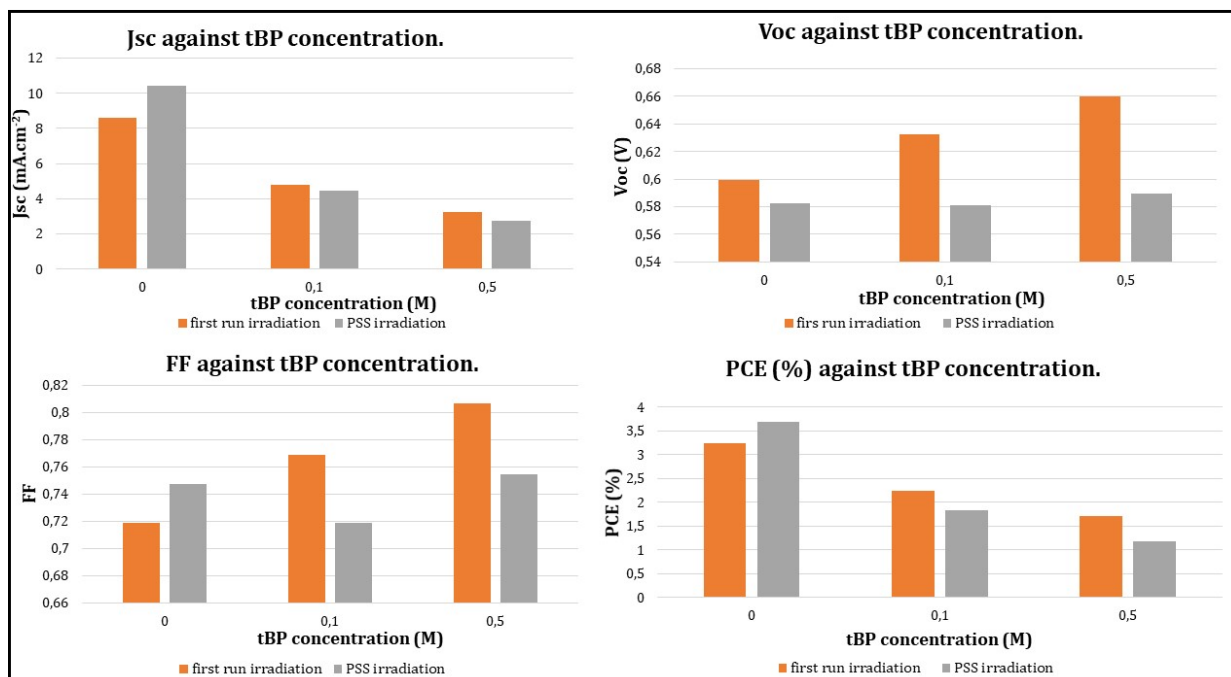 Jsc against tBP concentration.
Jsc (mA.cm-2)
12
10
8
6
4
2
0
0
0,1
0,5
tBP concentration (M)
first run irradiation
PSS irradiation
Voc against tBP concentration.
Voc (V)
0,68
0,66
0,64
0,62
0,6
0,58
0,56
0,54
0
0,1
0,5
tBP concentration (M)
firs run irradiation
PSS irradiation
FF against tBP concentration.
FF
0,82
0,8
0,78
0,76
0,74
0,72
0,7
0,68
0,66
0
0,1
0,5
tBP concentration (M)
first run irradiation
PSS irradiation
PCE (%) against tBP concentration.
PCE (%)
4
3,5
3
2,5
2
1,5
1
0,5
0
0
0,1
0,5
tBP concentration (M)
first run irradiation
PSS irradiation